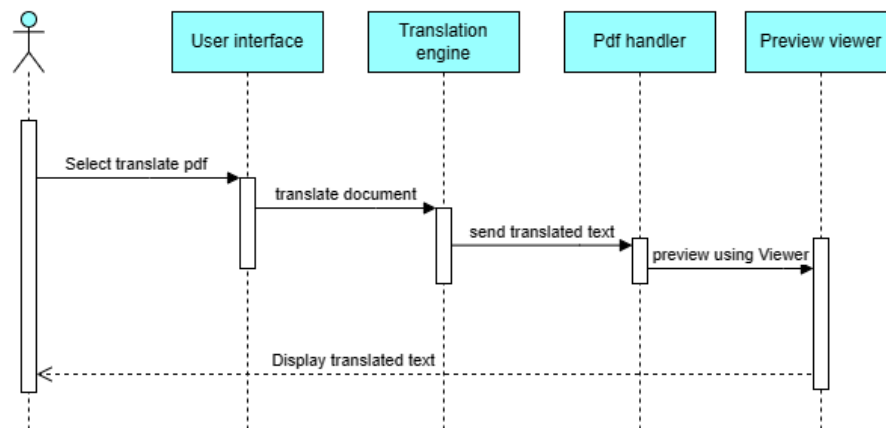 User interface
Translation
engine
Pdf handler
Preview viewer
Select translate pdf
translate document
send translated text
preview using Viewer
Display translated text